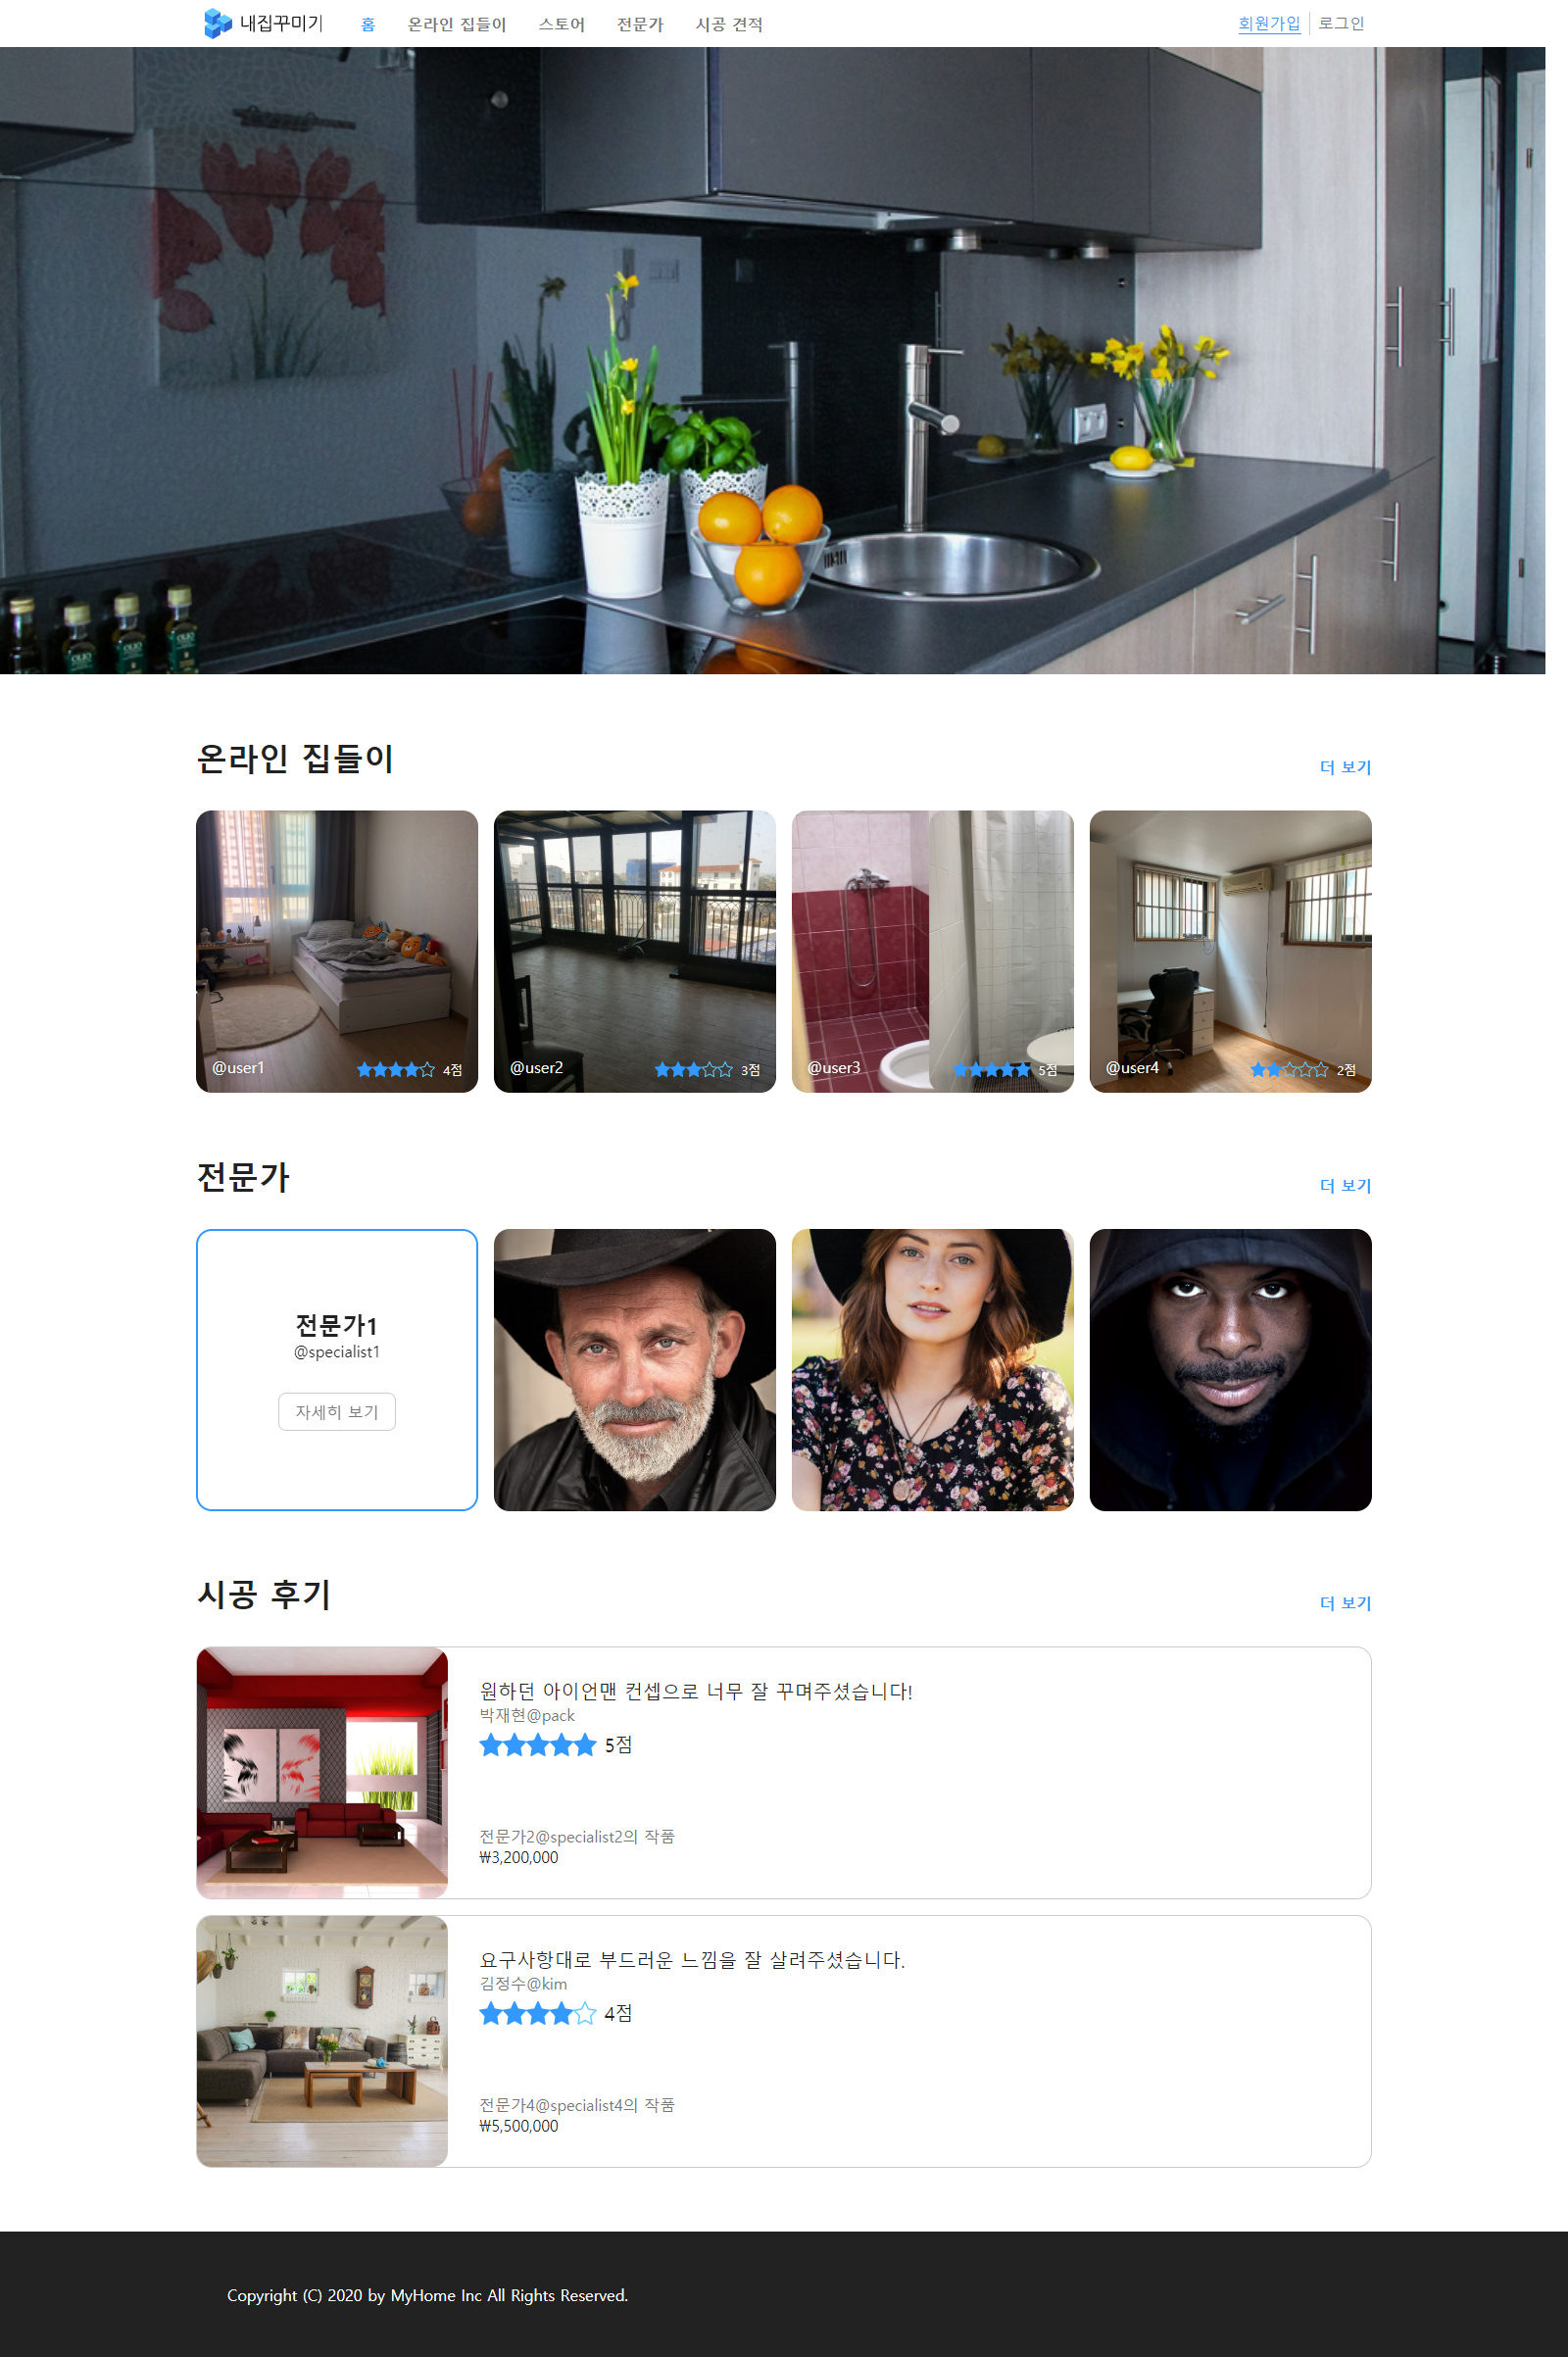 내집꾸미기 홈 온라인 집들이 스토어 전문가 시공 견적 회원가입 로그인
OLIO
온라인 집들이
더 보기
@user1 4점 @user2 3점 @user3 5점 @user4 2점
전문가
더 보기
전문가1
@specialist1
자세히 보기
시공 후기
더 보기
원하던 아이언맨 컨셉으로 너무 잘 꾸며주셨습니다!
박재현@pack
5점
전문가2@specialist2의 작품
₩3,200,000
요구사항대로 부드러운 느낌을 잘 살려주셨습니다.
김정수@kim
4점
전문가4@specialist4의 작품
₩5,500,000
Copyright (C) 2020 by MyHome Inc All Rights Reserved.